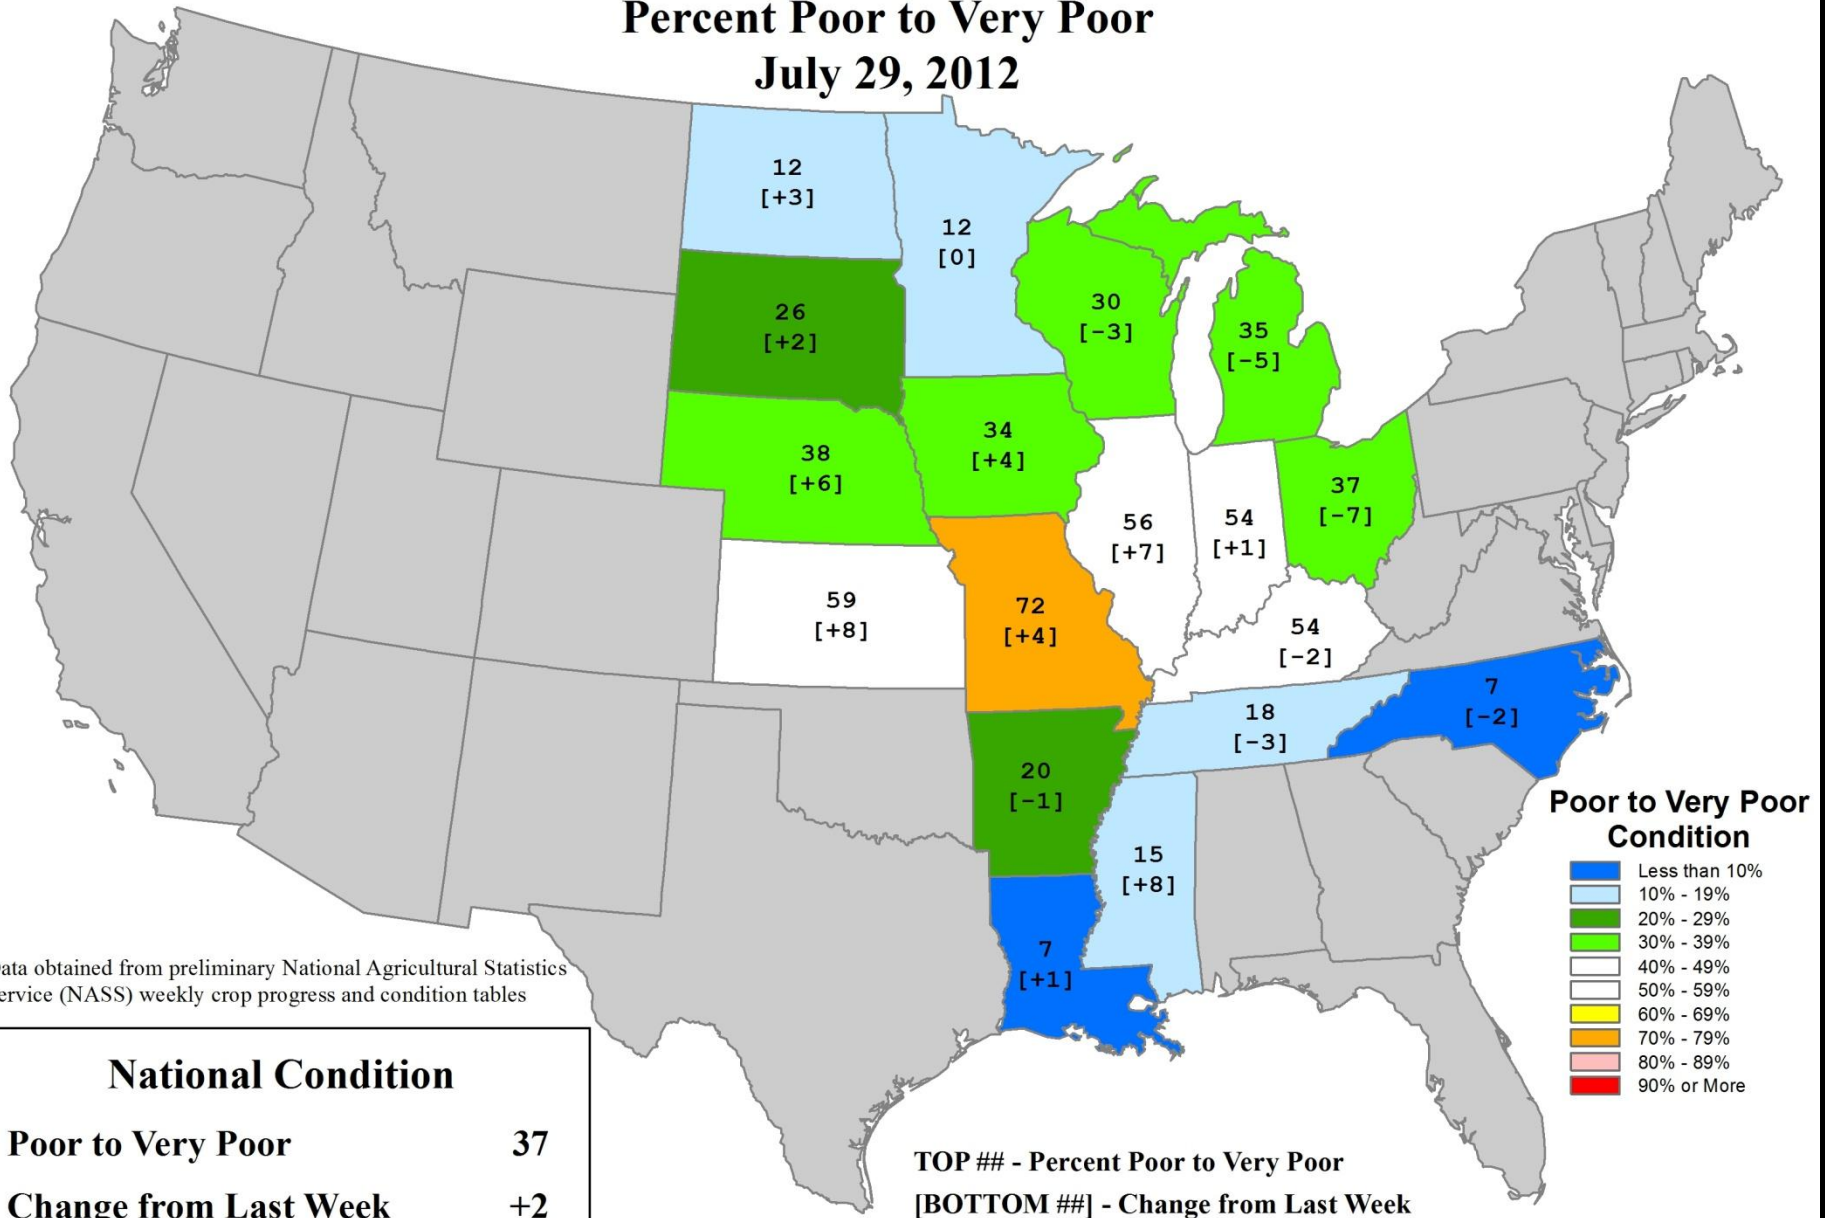 Percent Poor to Very Poor
July 29, 2012
12
[+3]
12
[0]
26
[+2]
30
[-3]
35
[-5]
38
[+6]
34
[+4]
37
[-7]
56
[+7]
54
[+1]
59
[+8]
72
[+4]
54
[-2]
7
[-2]
18
[-3]
20
[-1]
15
[+8]
7
[+1]
Poor to Very Poor
Condition
Less than 10%
10% - 19%
20% - 29%
30% - 39%
40% - 49%
50% - 59%
60% - 69%
70% - 79%
80% - 89%
90% or More
ata obtained from preliminary National Agricultural Statistics
ervice (NASS) weekly crop progress and condition tables
National Condition
Poor to Very Poor 37
Change from Last Week +2
TOP ## - Percent Poor to Very Poor
[BOTTOM ##] - Change from Last Week